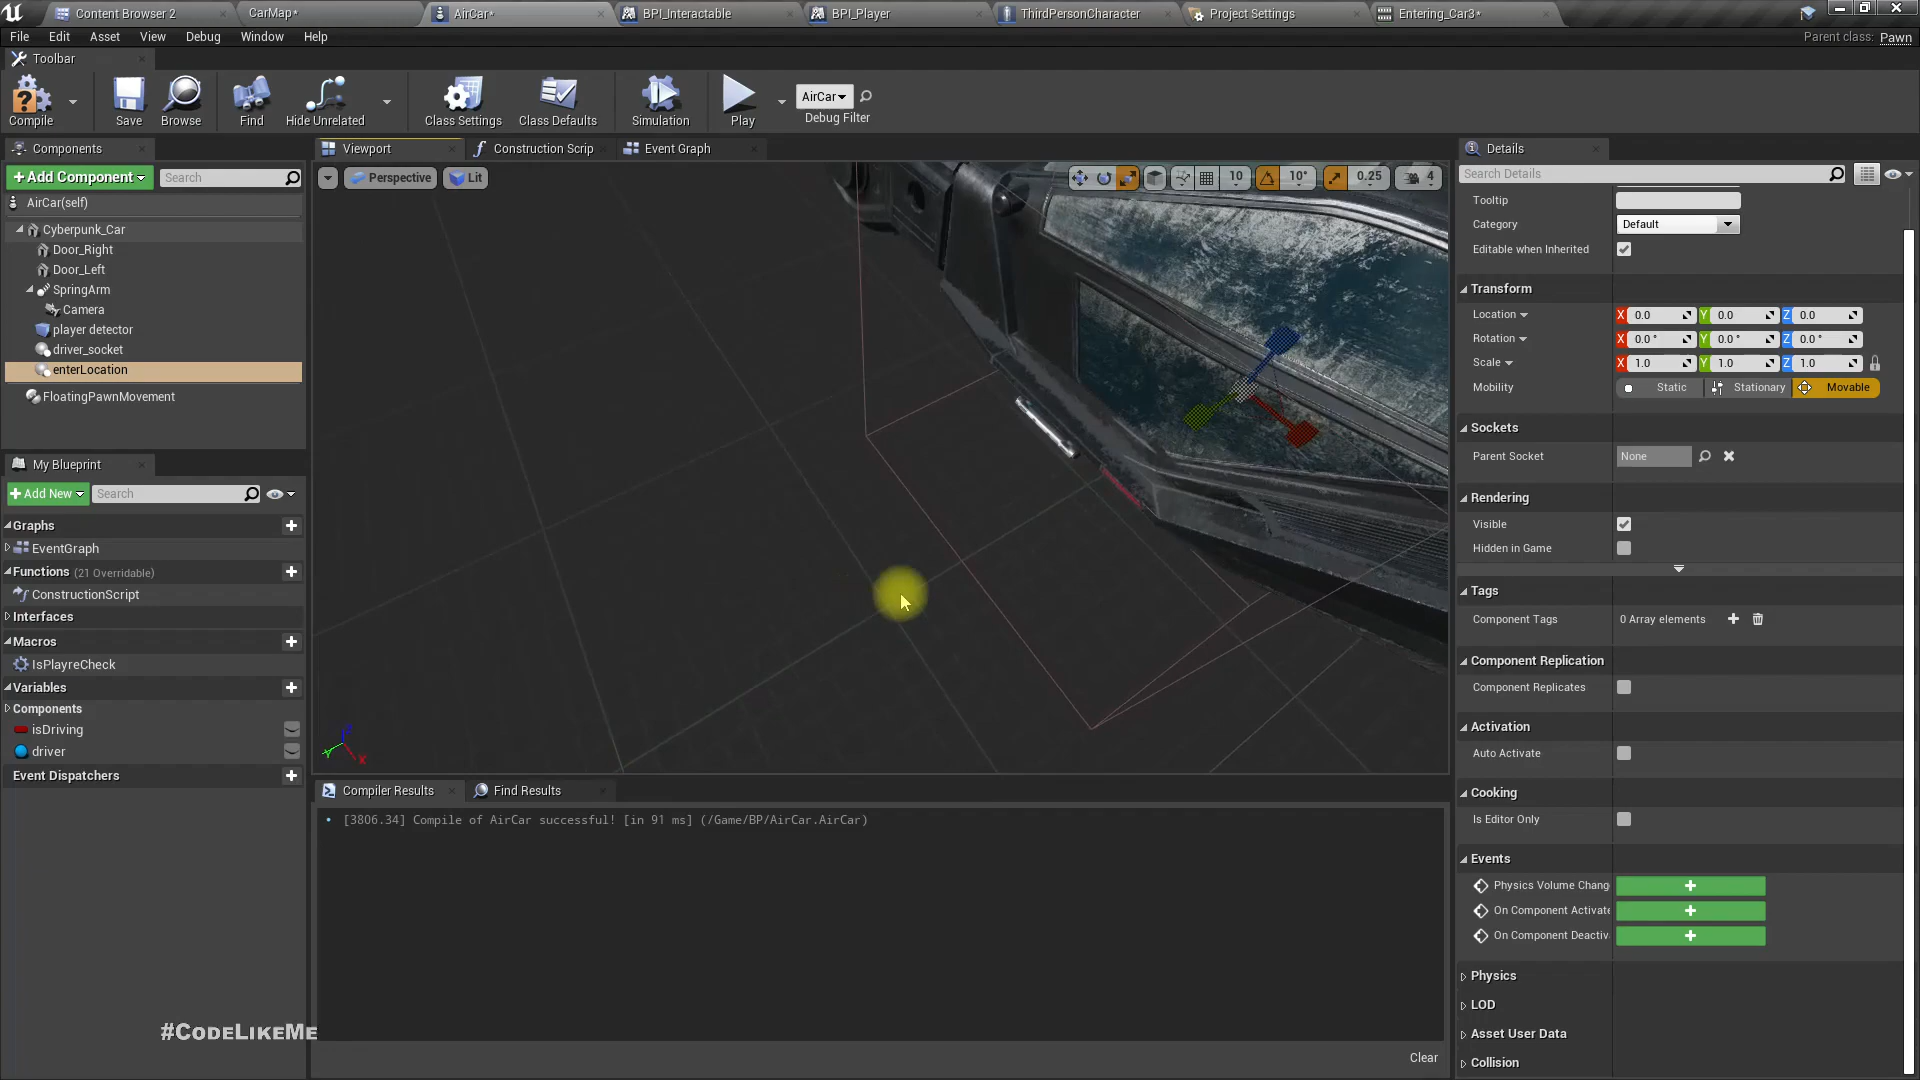 Content Browser 2
CarMap*
AirCar*
BPI_Interactable
BPI_Player
ThirdPersonCharacter
Project Settings
Entering_Car3*
File
Edit
Asset
View
Debug
Window
Help
Parent class: Pawn
Toolbar
Compile
Save
Browse
Find
Hide Unrelated
Class Settings
Class Defaults
Simulation
Play
AirCar
Debug Filter
Components
+Add Component
Search
AirCar(self)
Cyberpunk_Car
Door_Right
Door_Left
SpringArm
Camera
player detector
driver_socket
enterLocation
FloatingPawnMovement
My Blueprint
+Add New
Search
Graphs
EventGraph
Functions (21 Overridable)
ConstructionScript
Interfaces
Macros
IsPlayreCheck
Variables
Components
isDriving
driver
Event Dispatchers
Viewport
Construction Scrip
Event Graph
Perspective
Lit
10
10°
0.25
4
Z
Y
X
Compiler Results
Find Results
[3806.34] Compile of AirCar successful! [in 91 ms] (/Game/BP/AirCar.AirCar)
Clear
#CodeLikeMe
Details
Search Details
Tooltip
Category
Default
Editable when Inherited
Transform
Location X 0.0 Y 0.0 Z 0.0
Rotation X 0.0 ° Y 0.0 ° Z 0.0 °
Scale X 1.0 Y 1.0 Z 1.0
Mobility Static Stationary Movable
Sockets
Parent Socket None
Rendering
Visible
Hidden in Game
Tags
Component Tags 0 Array elements
Component Replication
Component Replicates
Activation
Auto Activate
Cooking
Is Editor Only
Events
Physics Volume Chang
On Component Activate
On Component Deactiv
Physics
LOD
Asset User Data
Collision